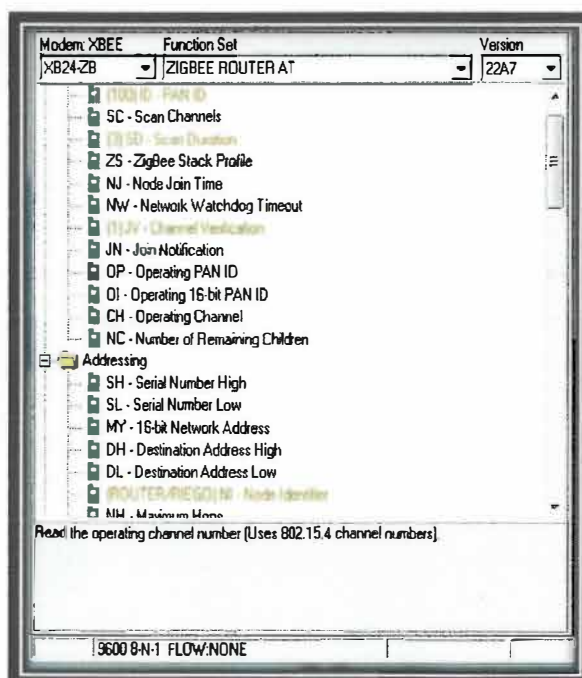 Modem: XBEE Function Set Version
XB24-ZB ZIGBEE ROUTER AT 22A7
(100) ID - PAN ID
SC - Scan Channels
(3) SD - Scan Duration
ZS - ZigBee Stack Profile
NJ - Node Join Time
NW - Network Watchdog Timeout
(1) JV - Channel Verification
JN - Join Notification
OP - Operating PAN ID
OI - Operating 16-bit PAN ID
CH - Operating Channel
NC - Number of Remaining Children
Addressing
SH - Serial Number High
SL - Serial Number Low
MY - 16-bit Network Address
DH - Destination Address High
DL - Destination Address Low
(ROUTER/RIEGO) NI - Node Identifier
NH - Maximum Hops
Read the operating channel number (Uses 802.15.4 channel numbers).
9600 8-N-1 FLOW:NONE